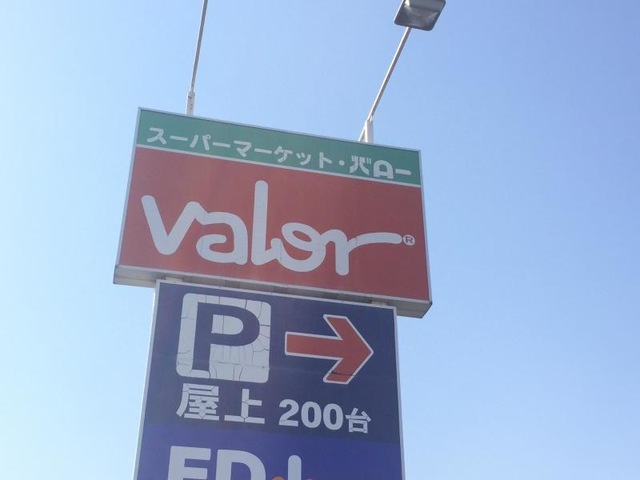 スーパーマーケット・バロー
valor®
P
屋上 200台